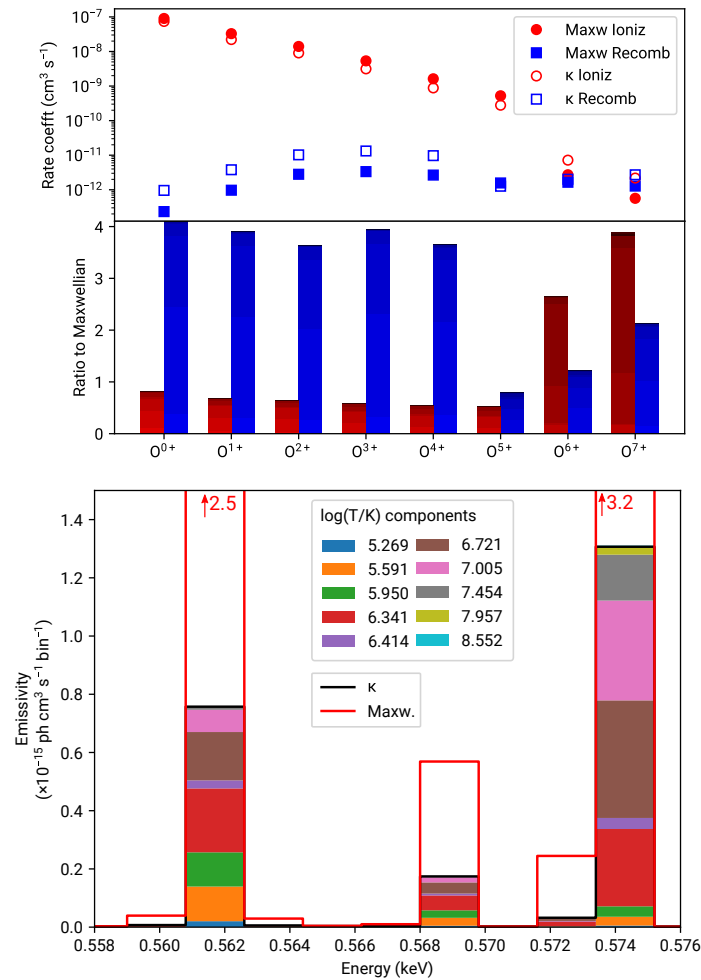 10⁻⁷
10⁻⁸
10⁻⁹
10⁻¹⁰
10⁻¹¹
10⁻¹²
Rate coefft (cm³ s⁻¹)
Maxw Ioniz
Maxw Recomb
κ Ioniz
κ Recomb
4
3
2
1
0
Ratio to Maxwellian
O⁰⁺ O¹⁺ O²⁺ O³⁺ O⁴⁺ O⁵⁺ O⁶⁺ O⁷⁺
2.5
3.2
log(T/K) components
5.269 6.721
5.591 7.005
5.950 7.454
6.341 7.957
6.414 8.552
κ
Maxw.
1.4
1.2
1.0
0.8
0.6
0.4
0.2
0.0
Emissivity
(×10⁻¹⁵ ph cm³ s⁻¹ bin⁻¹)
0.558 0.560 0.562 0.564 0.566 0.568 0.570 0.572 0.574 0.576
Energy (keV)